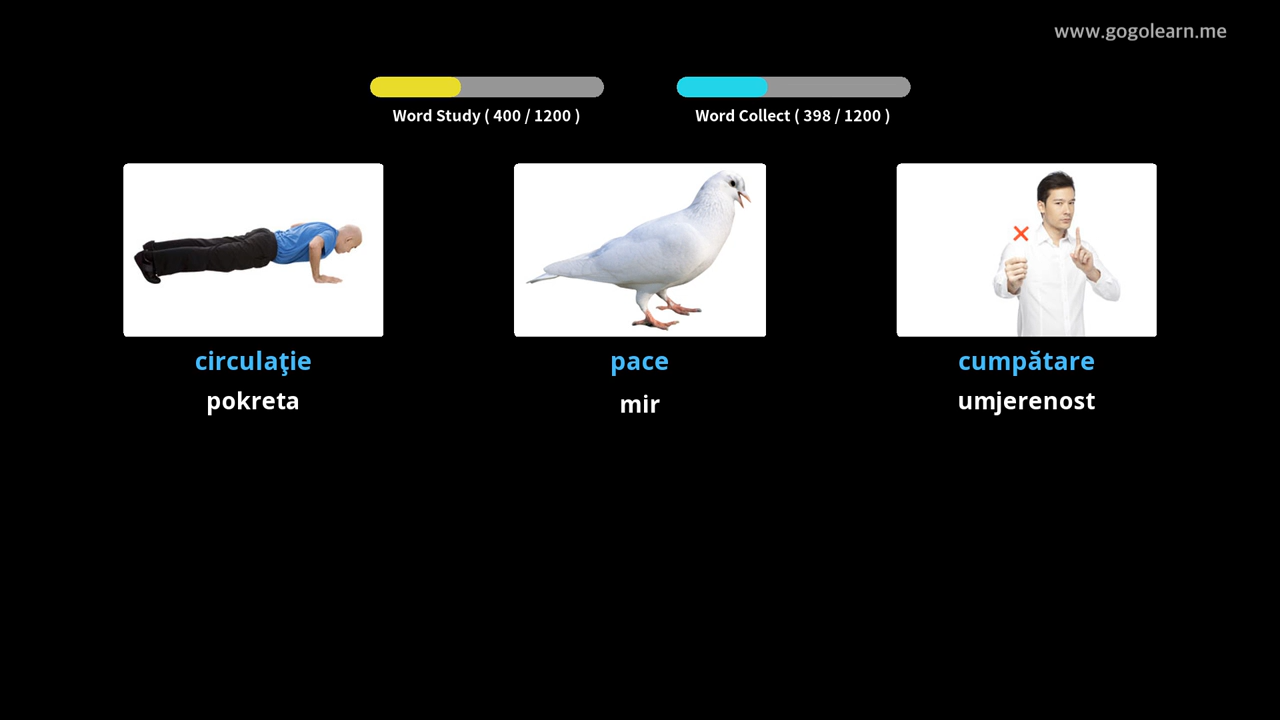 www.gogolearn.me
Word Study ( 400 / 1200 )
Word Collect ( 398 / 1200 )
circulaţie
pace
cumpătare
pokreta
mir
umjerenost